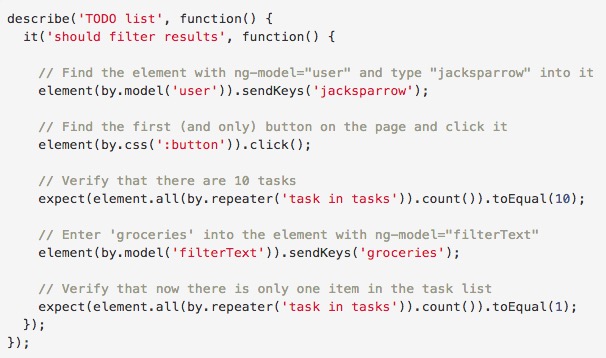 describe('TODO list', function() {
  it('should filter results', function() {

    // Find the element with ng-model="user" and type "jacksparrow" into it
    element(by.model('user')).sendKeys('jacksparrow');

    // Find the first (and only) button on the page and click it
    element(by.css(':button')).click();

    // Verify that there are 10 tasks
    expect(element.all(by.repeater('task in tasks')).count()).toEqual(10);

    // Enter 'groceries' into the element with ng-model="filterText"
    element(by.model('filterText')).sendKeys('groceries');

    // Verify that now there is only one item in the task list
    expect(element.all(by.repeater('task in tasks')).count()).toEqual(1);
  });
});